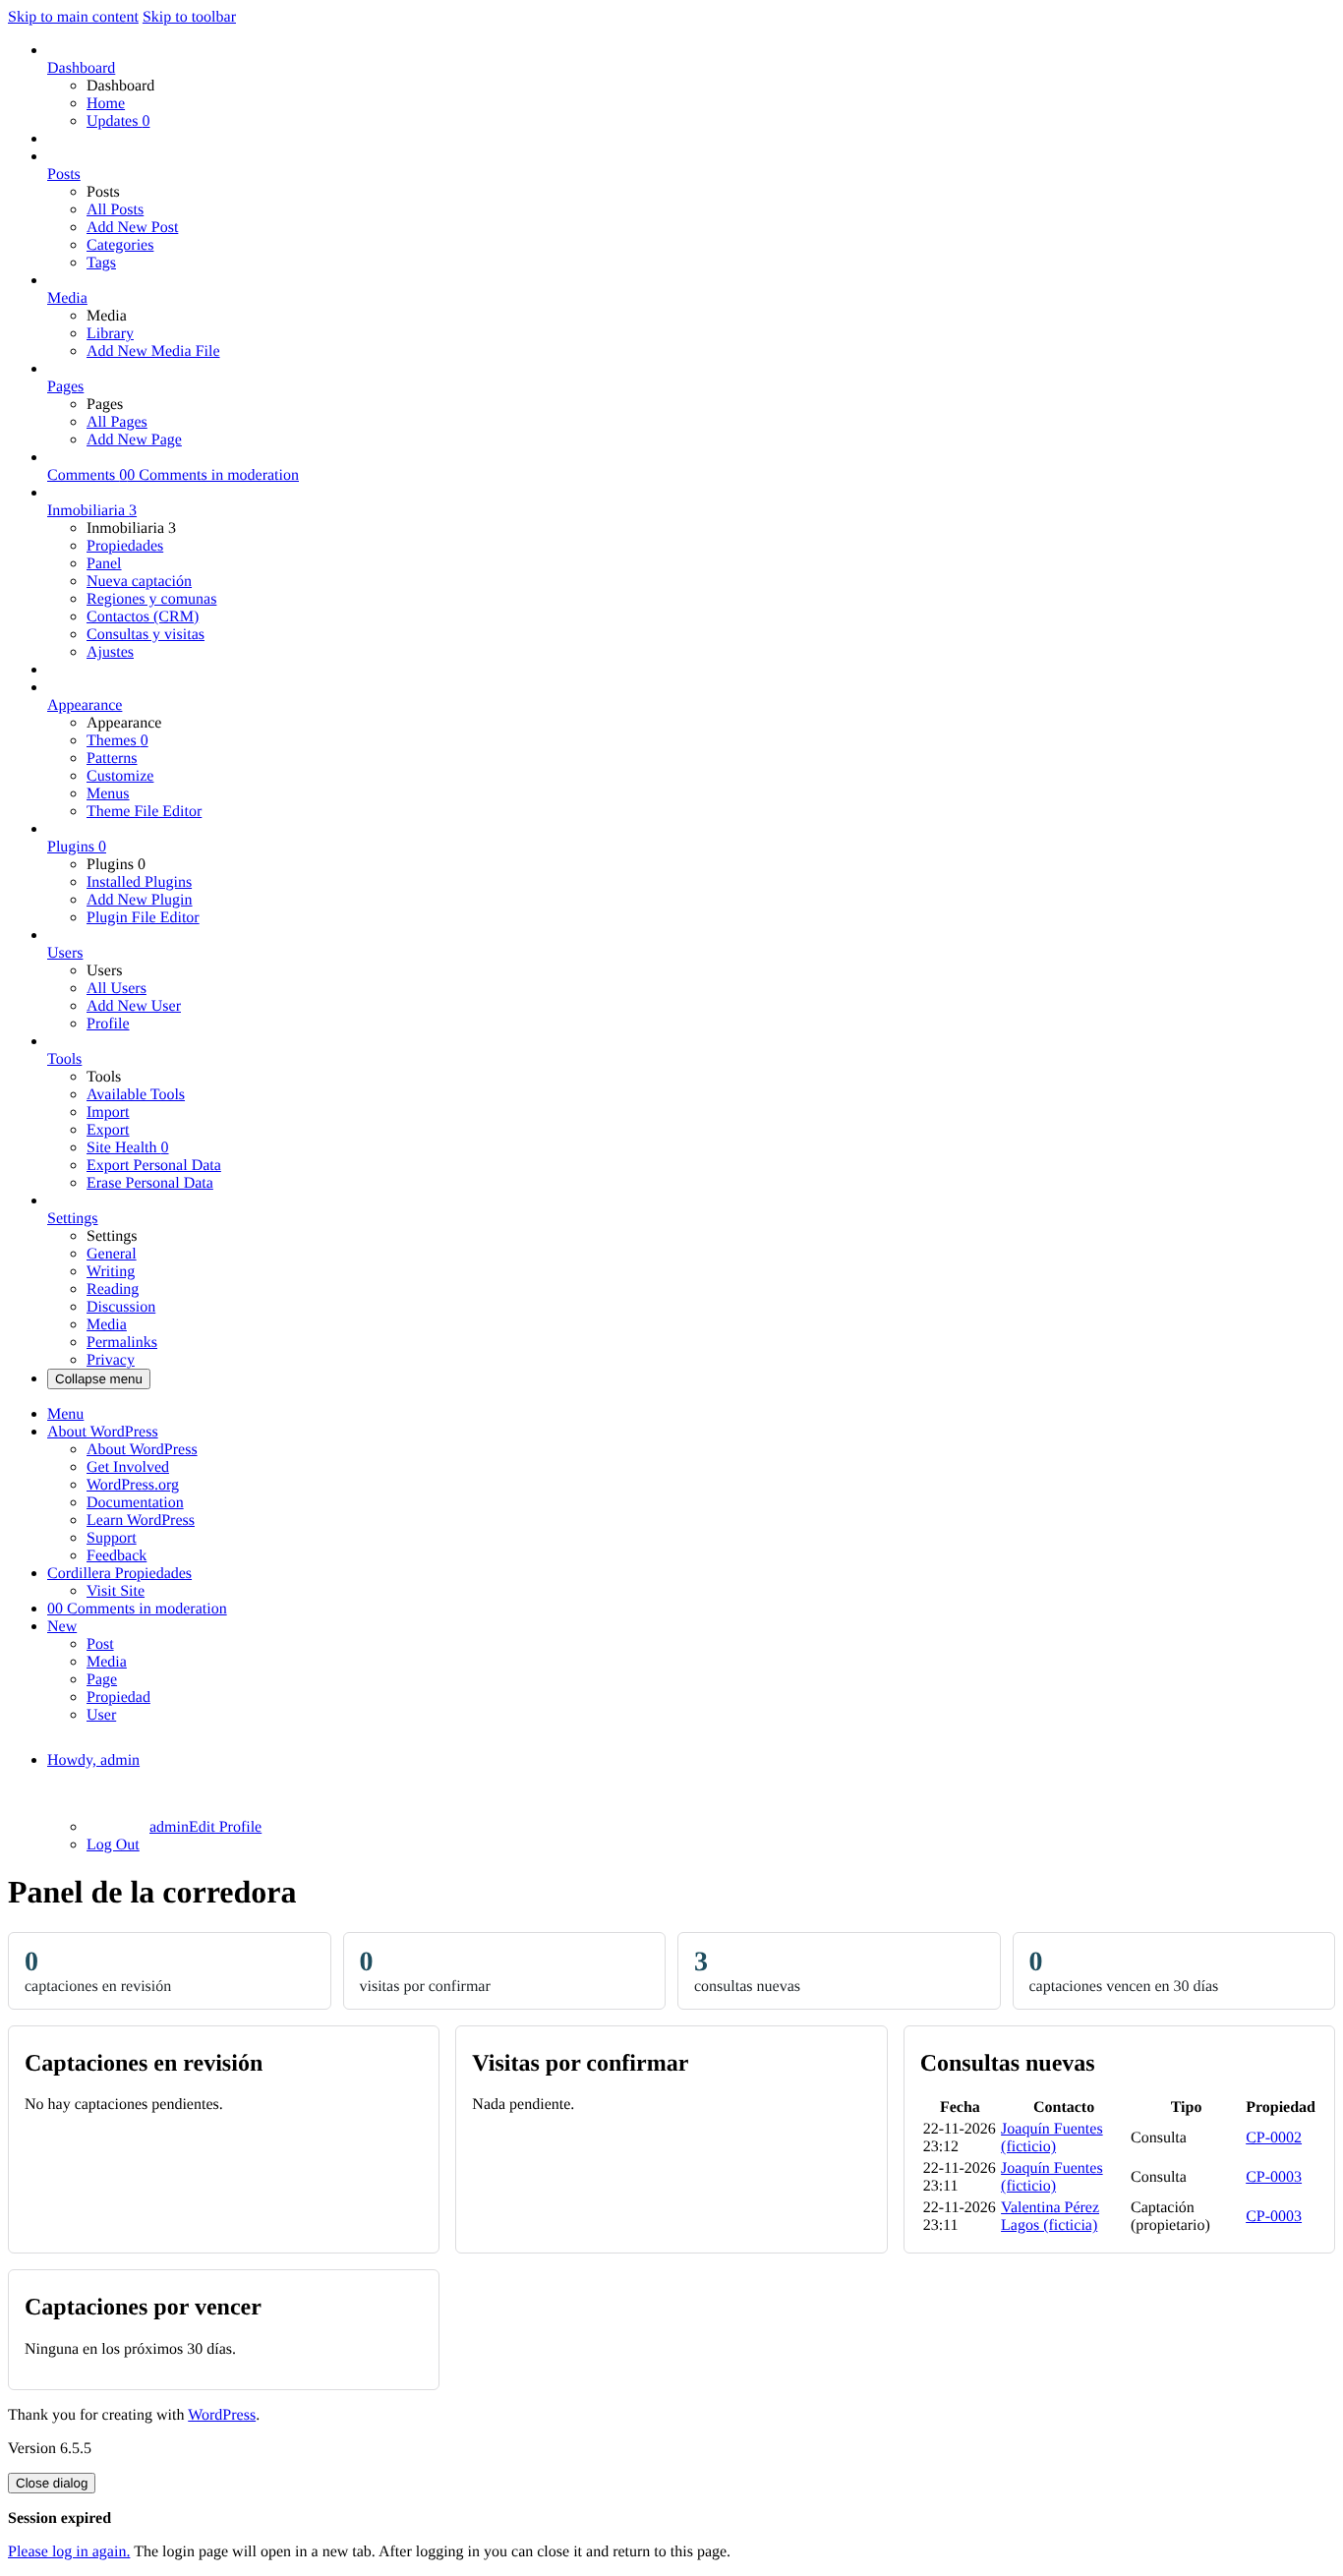 Skip to main content Skip to toolbar
Dashboard
Dashboard
Home
Updates 0
Posts
Posts
All Posts
Add New Post
Categories
Tags
Media
Media
Library
Add New Media File
Pages
Pages
All Pages
Add New Page
Comments 00 Comments in moderation
Inmobiliaria 3
Inmobiliaria 3
Propiedades
Panel
Nueva captación
Regiones y comunas
Contactos (CRM)
Consultas y visitas
Ajustes
Appearance
Appearance
Themes 0
Patterns
Customize
Menus
Theme File Editor
Plugins 0
Plugins 0
Installed Plugins
Add New Plugin
Plugin File Editor
Users
Users
All Users
Add New User
Profile
Tools
Tools
Available Tools
Import
Export
Site Health 0
Export Personal Data
Erase Personal Data
Settings
Settings
General
Writing
Reading
Discussion
Media
Permalinks
Privacy
Collapse menu
Menu
About WordPress
About WordPress
Get Involved
WordPress.org
Documentation
Learn WordPress
Support
Feedback
Cordillera Propiedades
Visit Site
00 Comments in moderation
New
Post
Media
Page
Propiedad
User
Howdy, admin
adminEdit Profile
Log Out
Panel de la corredora
0
captaciones en revisión
0
visitas por confirmar
3
consultas nuevas
0
captaciones vencen en 30 días
Captaciones en revisión
No hay captaciones pendientes.
Visitas por confirmar
Nada pendiente.
Consultas nuevas
Fecha Contacto Tipo Propiedad
22-11-2026 Joaquín Fuentes
23:12 (ficticio) Consulta CP-0002
22-11-2026 Joaquín Fuentes
23:11 (ficticio) Consulta CP-0003
22-11-2026 Valentina Pérez Captación
23:11 Lagos (ficticia) (propietario) CP-0003
Captaciones por vencer
Ninguna en los próximos 30 días.
Thank you for creating with WordPress.
Version 6.5.5
Close dialog
Session expired
Please log in again. The login page will open in a new tab. After logging in you can close it and return to this page.